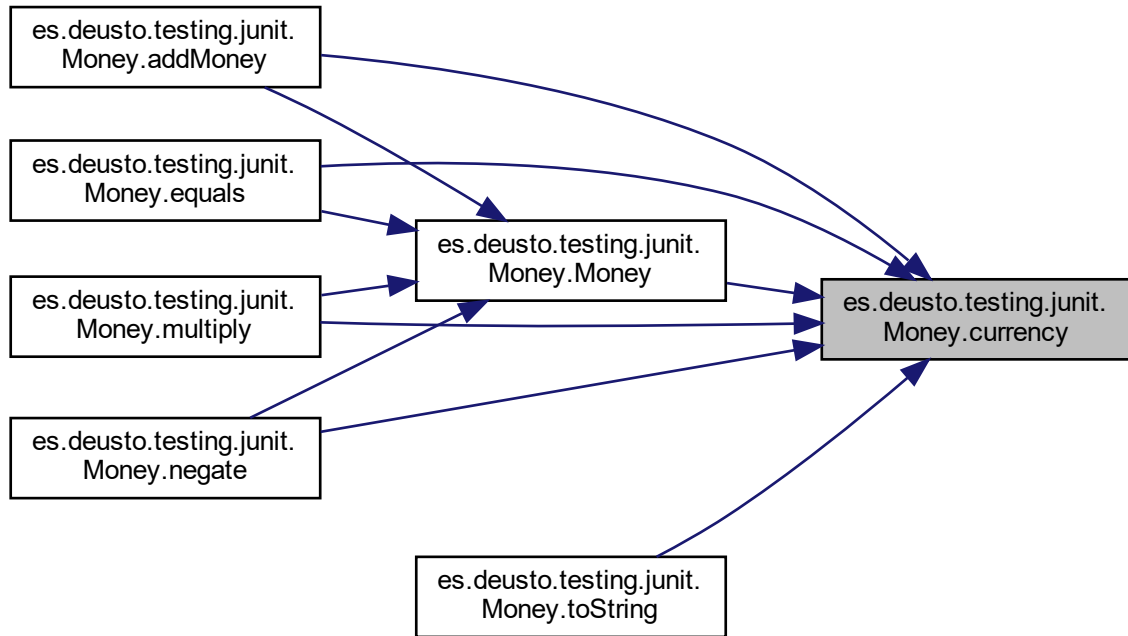 es.deusto.testing.junit.
Money.addMoney
es.deusto.testing.junit.
Money.equals
es.deusto.testing.junit.
Money.Money
es.deusto.testing.junit.
Money.multiply
es.deusto.testing.junit.
Money.currency
es.deusto.testing.junit.
Money.negate
es.deusto.testing.junit.
Money.toString